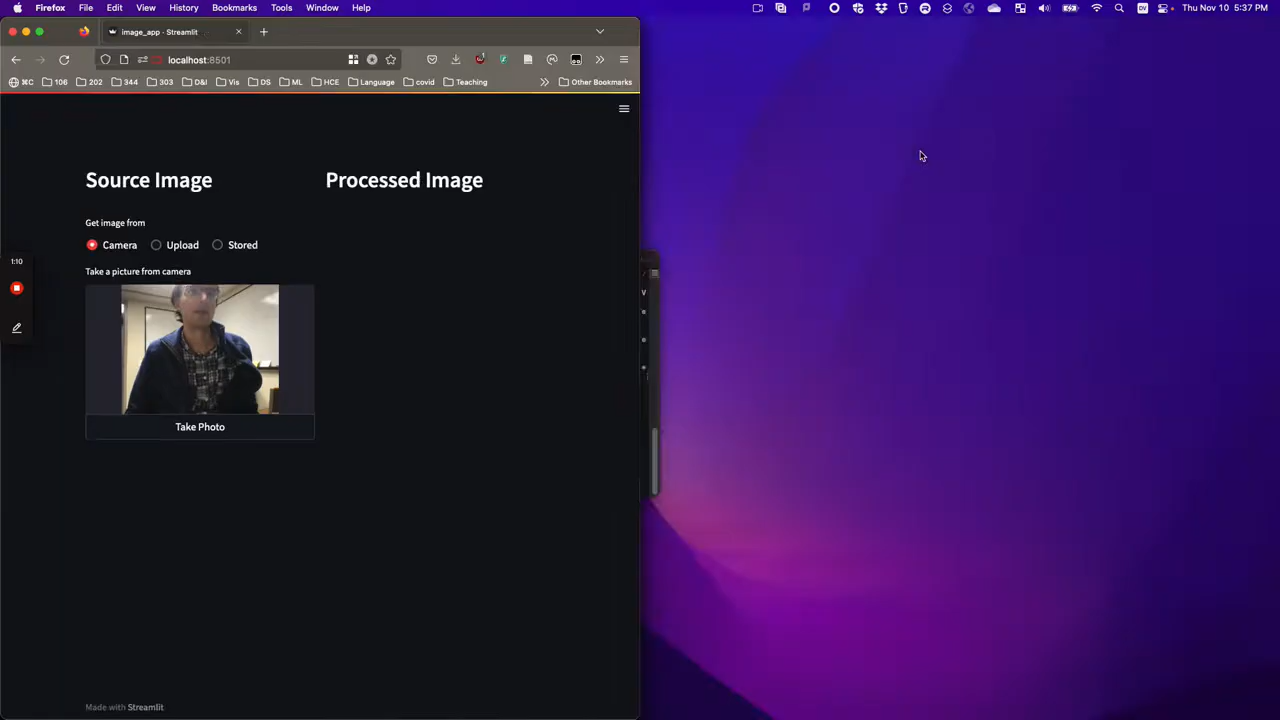 Firefox File Edit View History Bookmarks Tools Window Help
DV Thu Nov 10 5:37 PM
image_app · Streamlit
localhost:8501
⌘C 106 202 344 303 D&I Vis DS ML HCE Language covid Teaching Other Bookmarks
Source Image
Processed Image
Get image from
Camera Upload Stored
1:10
Take a picture from camera
V
Take Photo
Made with Streamlit